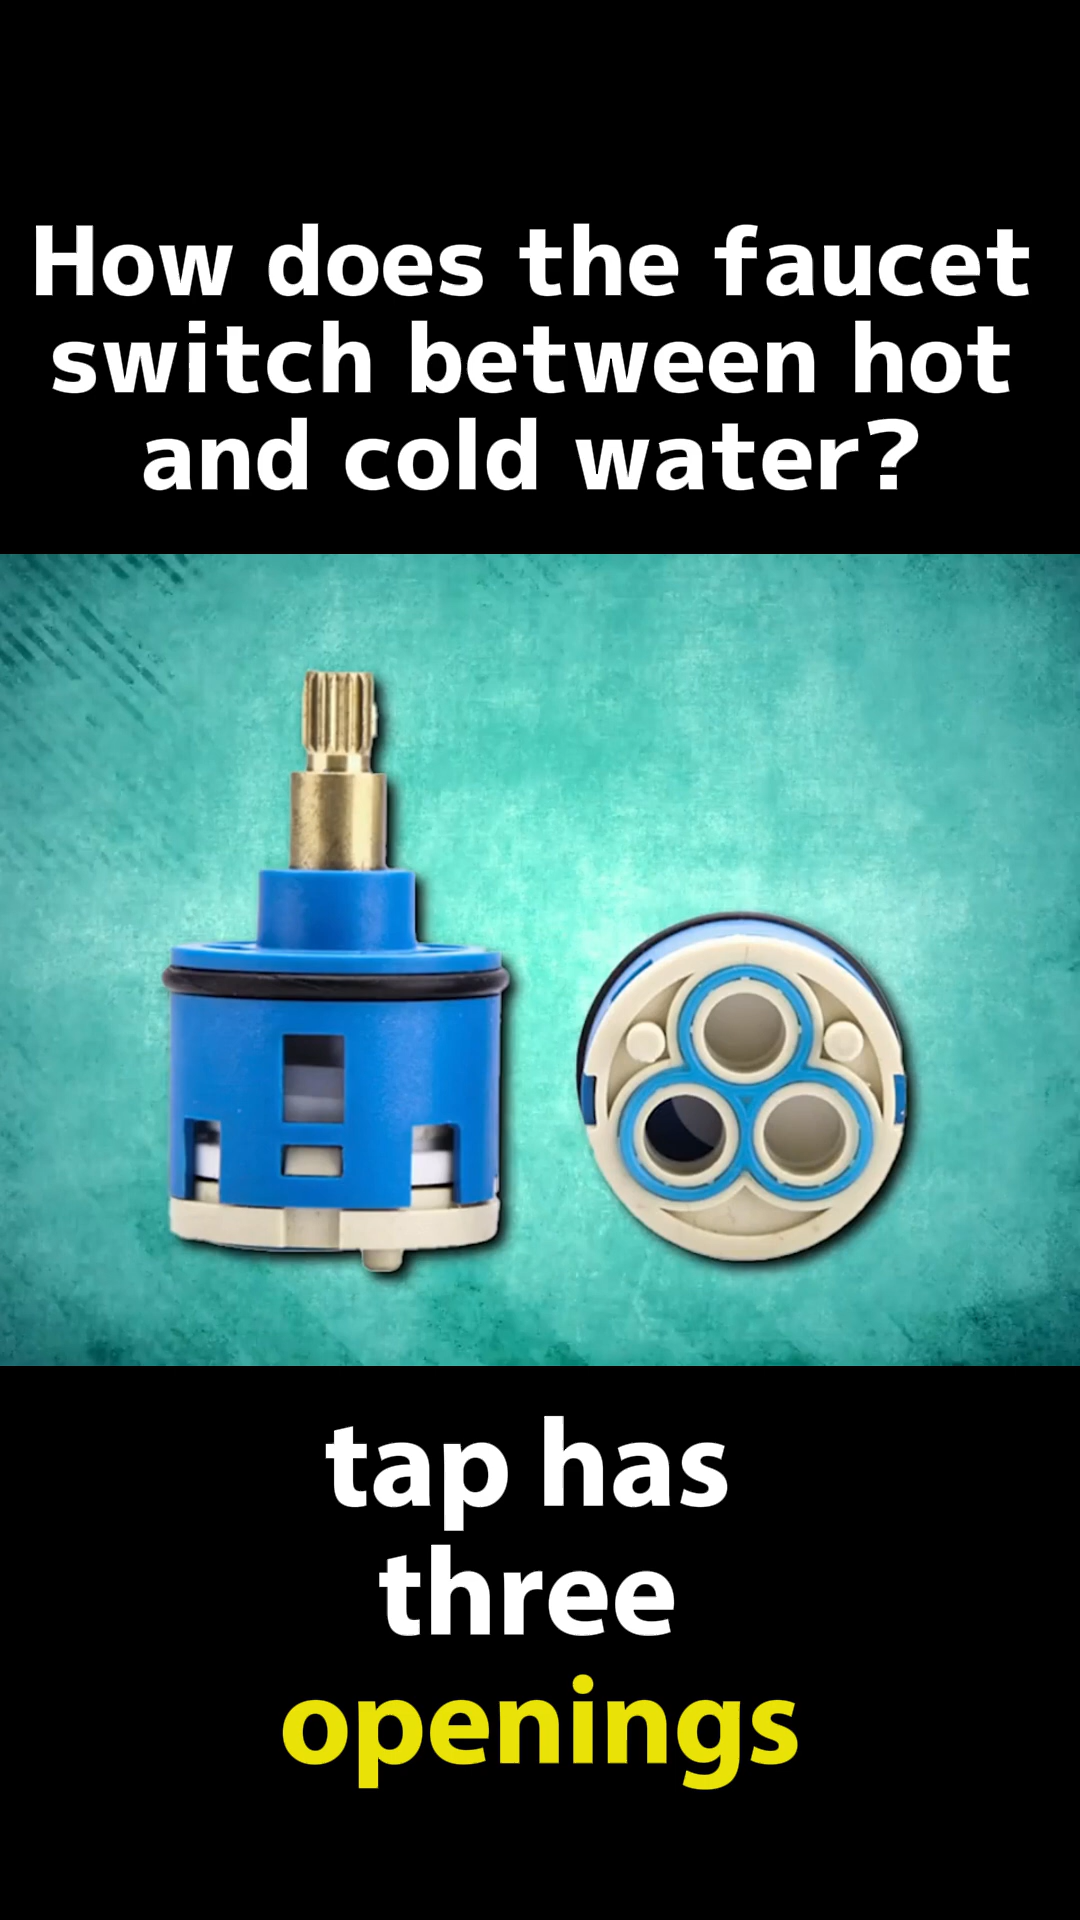 How does the faucet
switch between hot
and cold water?
tap has
three
openings